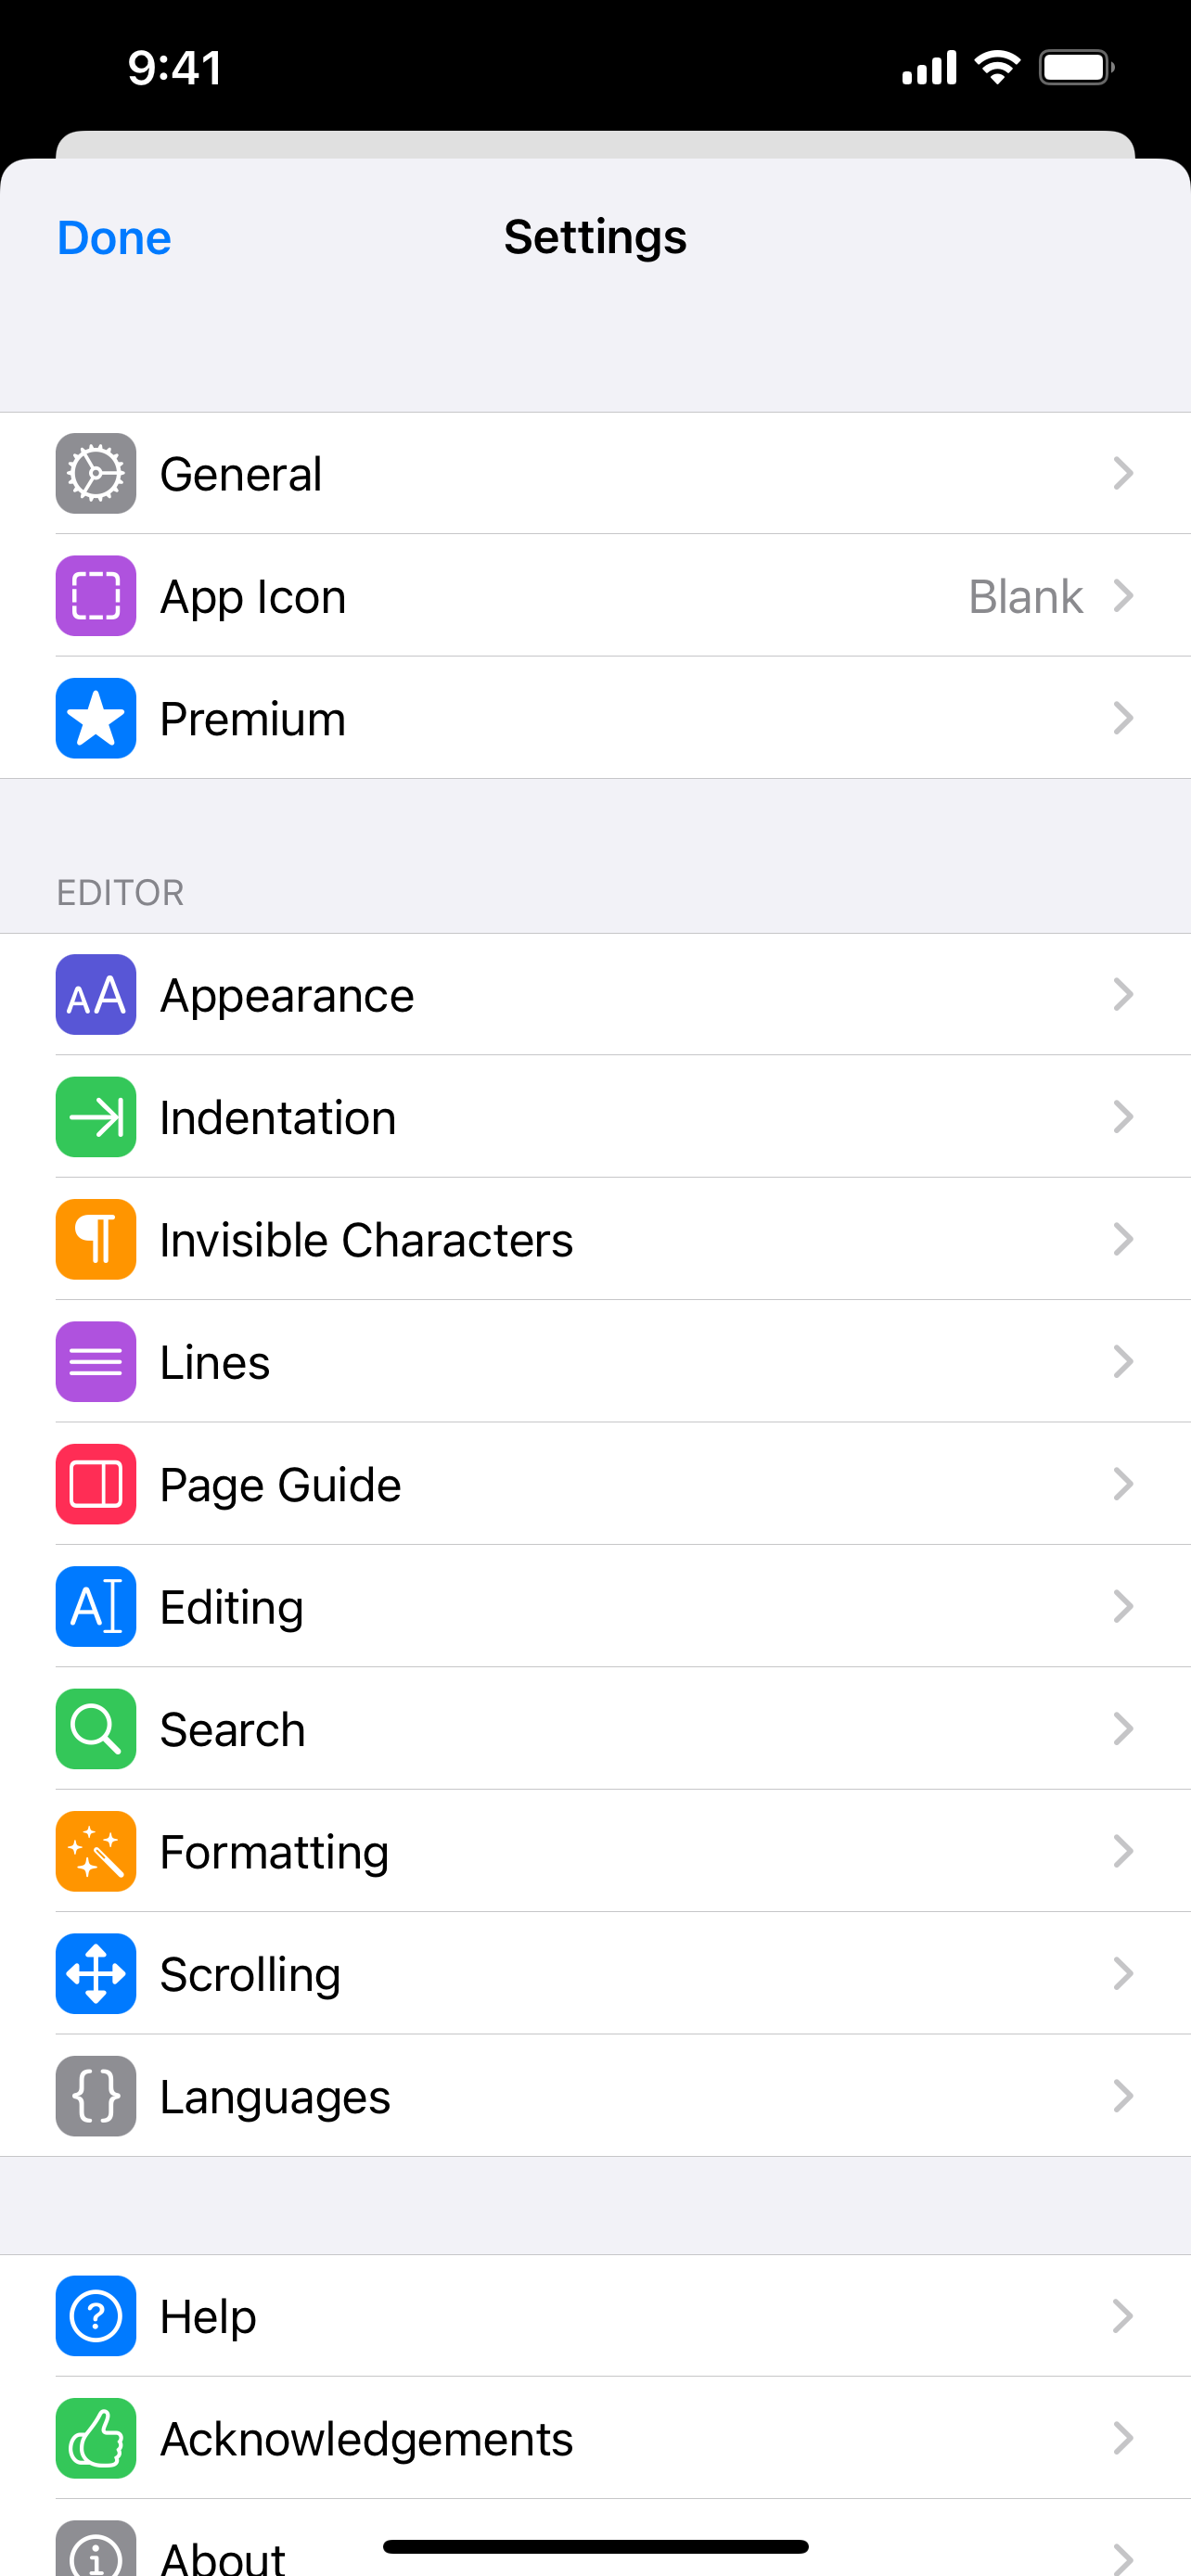 9:41
Done
Settings
General
App Icon
Blank
Premium
EDITOR
AA Appearance
Indentation
Invisible Characters
Lines
Page Guide
A Editing
Search
Formatting
Scrolling
{} Languages
? Help
Acknowledgements
i About